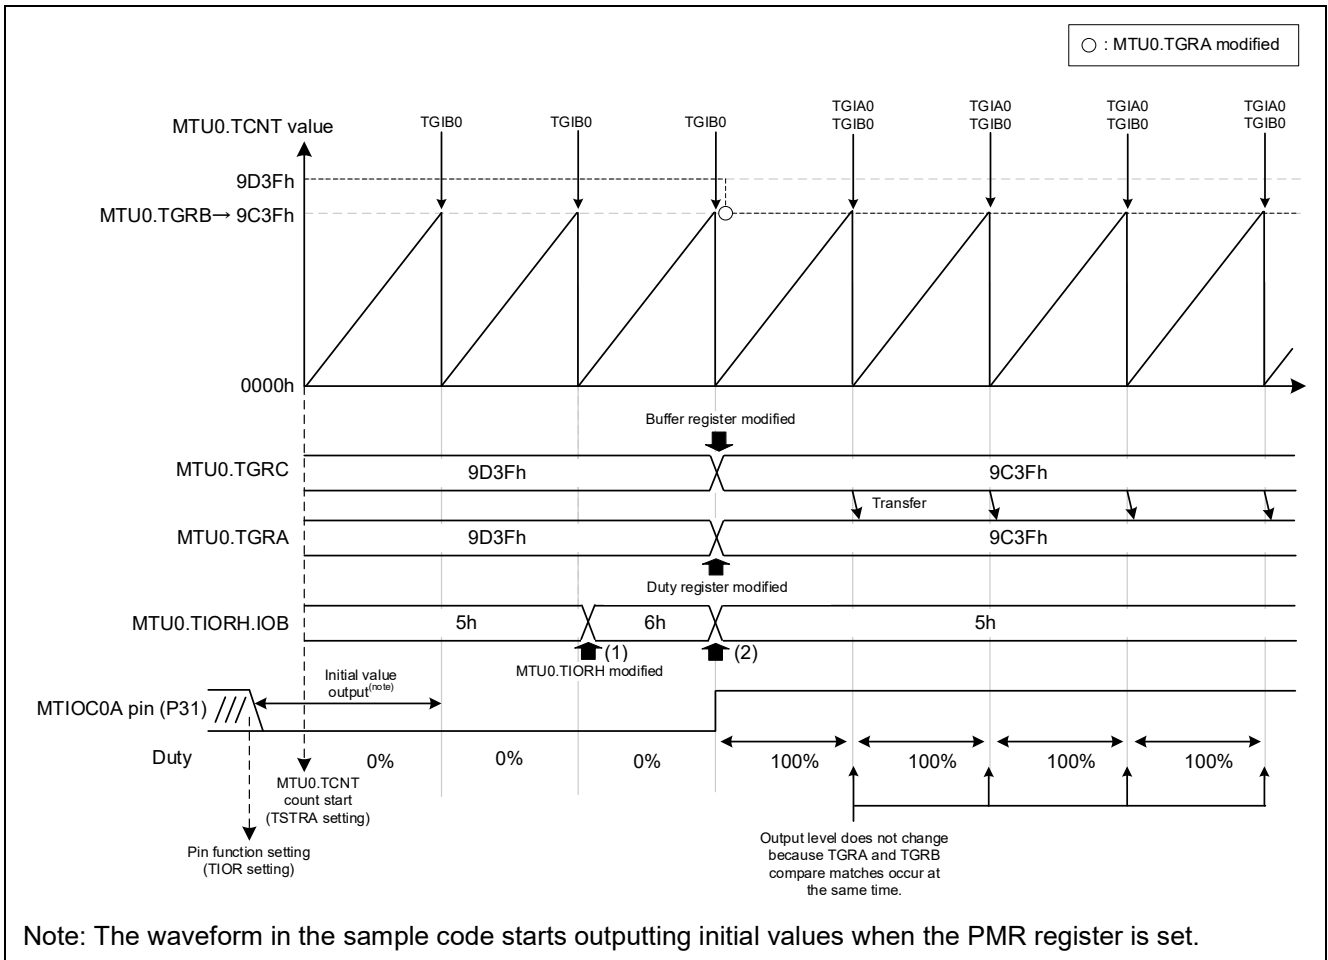 ○ : MTU0.TGRA modified
MTU0.TCNT value
TGIB0
TGIB0
TGIB0
TGIA0
TGIB0
TGIA0
TGIB0
TGIA0
TGIB0
TGIA0
TGIB0
9D3Fh
MTU0.TGRB→ 9C3Fh
0000h
Buffer register modified
MTU0.TGRC
9D3Fh
9C3Fh
Transfer
MTU0.TGRA
9D3Fh
9C3Fh
Duty register modified
MTU0.TIORH.IOB
5h
6h
5h
(1)
(2)
MTU0.TIORH modified
Initial value
output(note)
MTIOC0A pin (P31)
Duty
0%
0%
0%
100%
100%
100%
100%
MTU0.TCNT
count start
(TSTRA setting)
Pin function setting
(TIOR setting)
Output level does not change
because TGRA and TGRB
compare matches occur at
the same time.
Note: The waveform in the sample code starts outputting initial values when the PMR register is set.